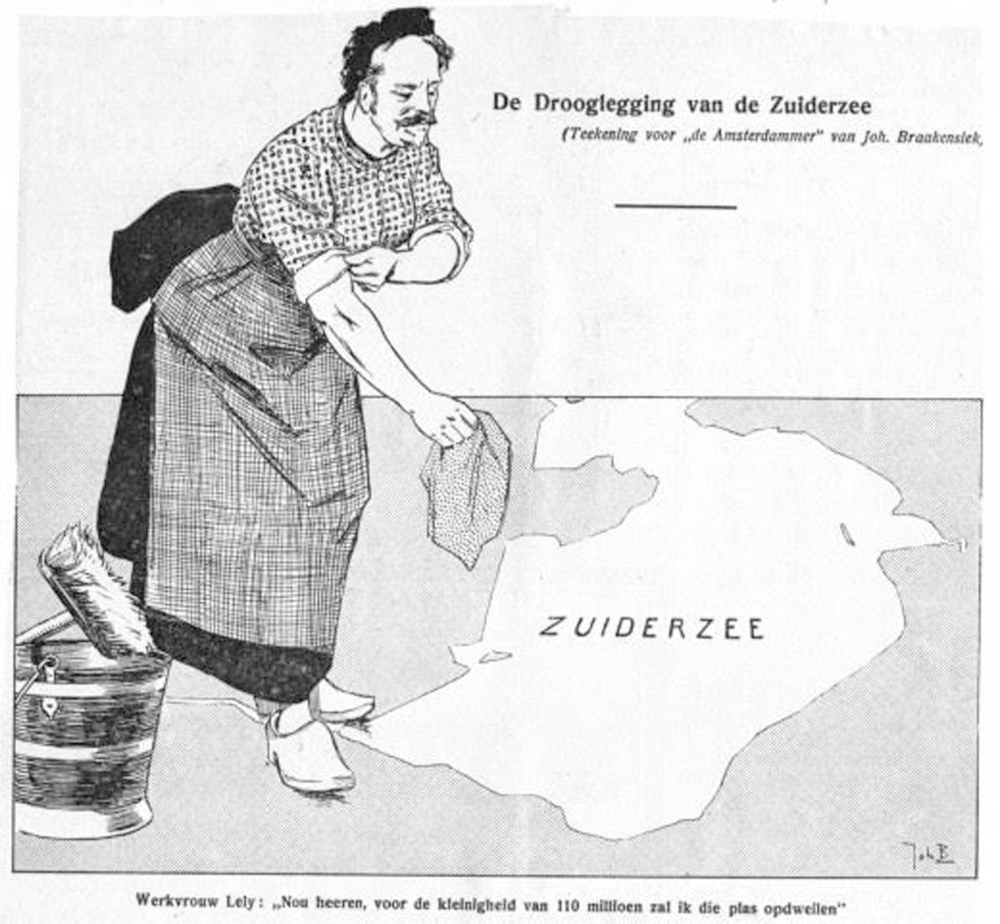 De Drooglegging van de Zuiderzee
(Teekening voor „de Amsterdammer" van Joh. Braakensiek,
ZUIDERZEE
Joh B
Werkvrouw Lely: „Nou heeren, voor de kleinigheid van 110 millioen zal ik die plas opdweilen"